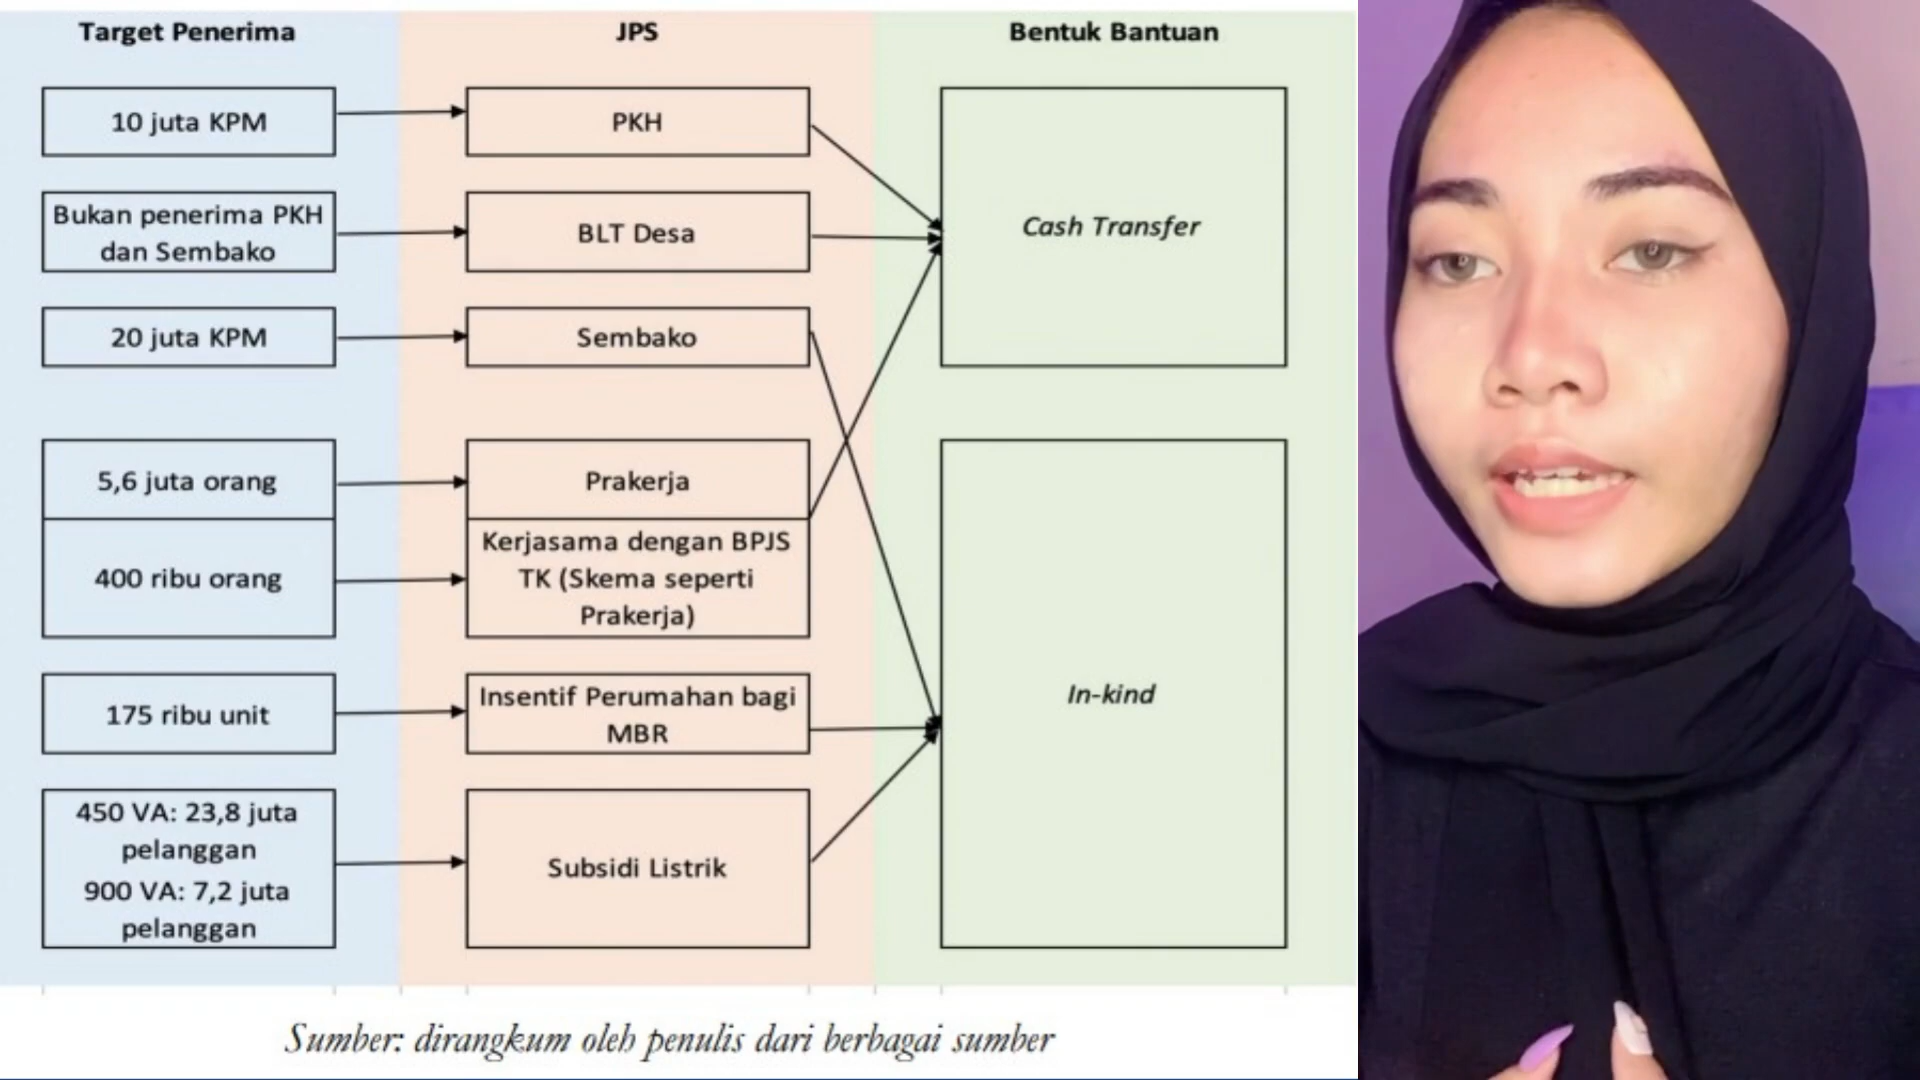 Target Penerima
JPS
Bentuk Bantuan
10 juta KPM
PKH
Cash Transfer
Bukan penerima PKH
dan Sembako
BLT Desa
20 juta KPM
Sembako
5,6 juta orang
Prakerja
400 ribu orang
Kerjasama dengan BPJS
TK (Skema seperti
Prakerja)
In-kind
175 ribu unit
Insentif Perumahan bagi
MBR
450 VA: 23,8 juta
pelanggan
900 VA: 7,2 juta
pelanggan
Subsidi Listrik
Sumber: dirangkum oleh penulis dari berbagai sumber